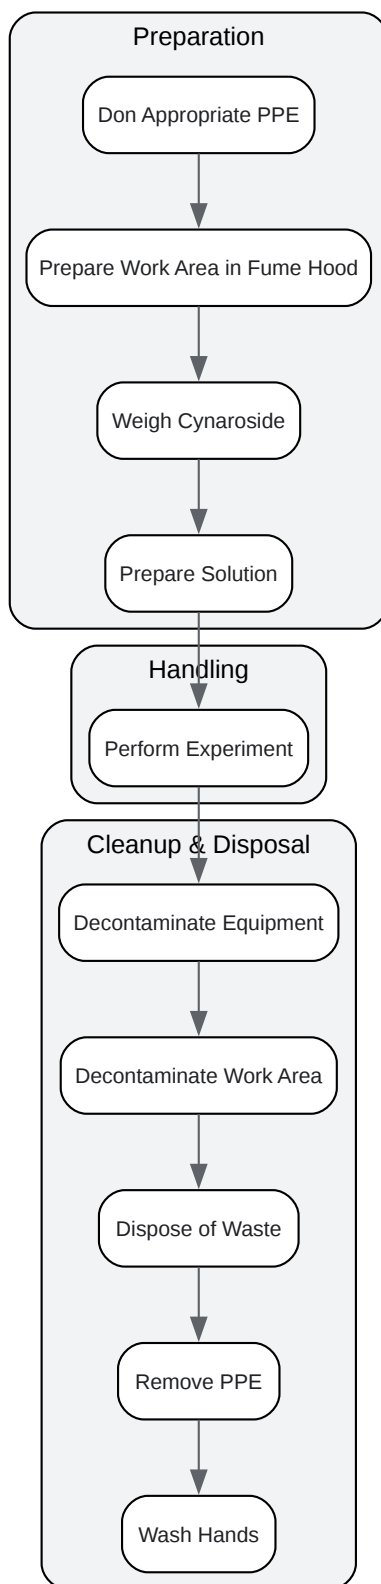 Preparation
Don Appropriate PPE
Prepare Work Area in Fume Hood
Weigh Cynaroside
Prepare Solution
Handling
Perform Experiment
Cleanup & Disposal
Decontaminate Equipment
Decontaminate Work Area
Dispose of Waste
Remove PPE
Wash Hands